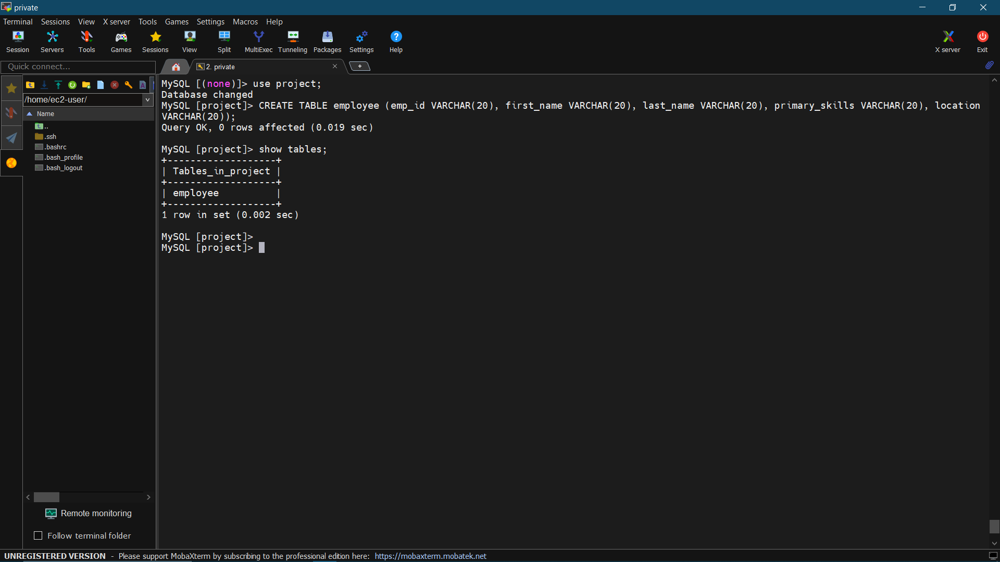 private
Terminal Sessions View X server Tools Games Settings Macros Help
Session Servers Tools Games Sessions View Split MultiExec Tunneling Packages Settings Help X server Exit
Quick connect...
2. private
/home/ec2-user/
Name
..
.ssh
.bashrc
.bash_profile
.bash_logout
MySQL [(none)]> use project;
Database changed
MySQL [project]> CREATE TABLE employee (emp_id VARCHAR(20), first_name VARCHAR(20), last_name VARCHAR(20), primary_skills VARCHAR(20), location
VARCHAR(20));
Query OK, 0 rows affected (0.019 sec)
MySQL [project]> show tables;
+-------------------+
| Tables_in_project |
+-------------------+
| employee          |
+-------------------+
1 row in set (0.002 sec)
MySQL [project]>
MySQL [project]>
Remote monitoring
Follow terminal folder
UNREGISTERED VERSION - Please support MobaXterm by subscribing to the professional edition here: https://mobaxterm.mobatek.net